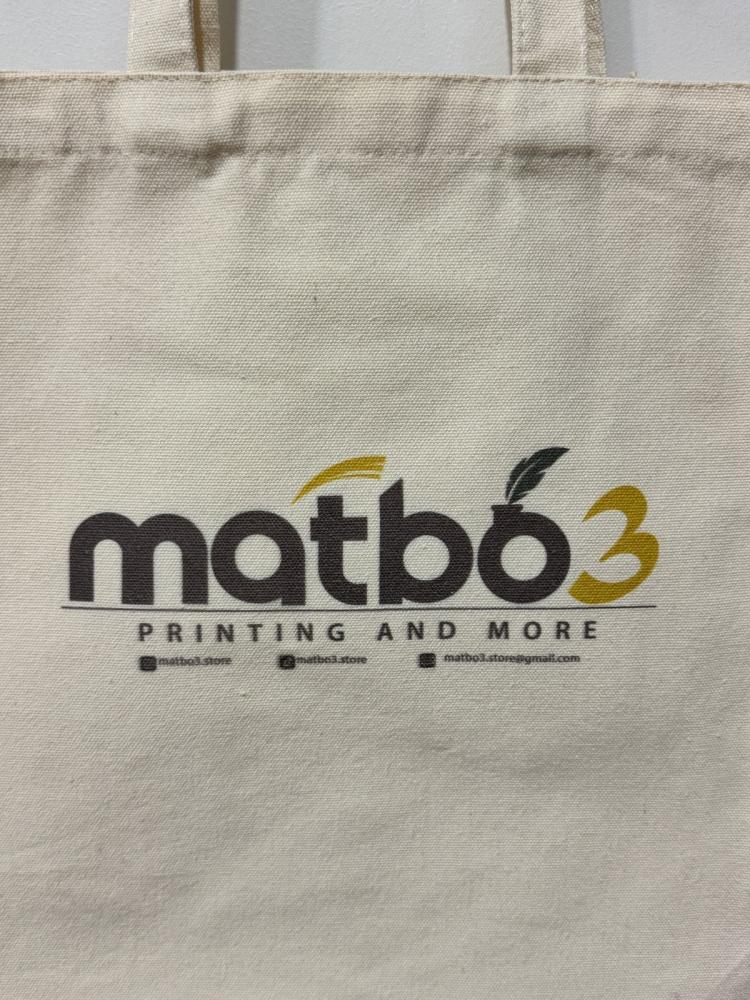 matbo3
PRINTING AND MORE
matbo3.store matbo3.store matbo3.store@gmail.com